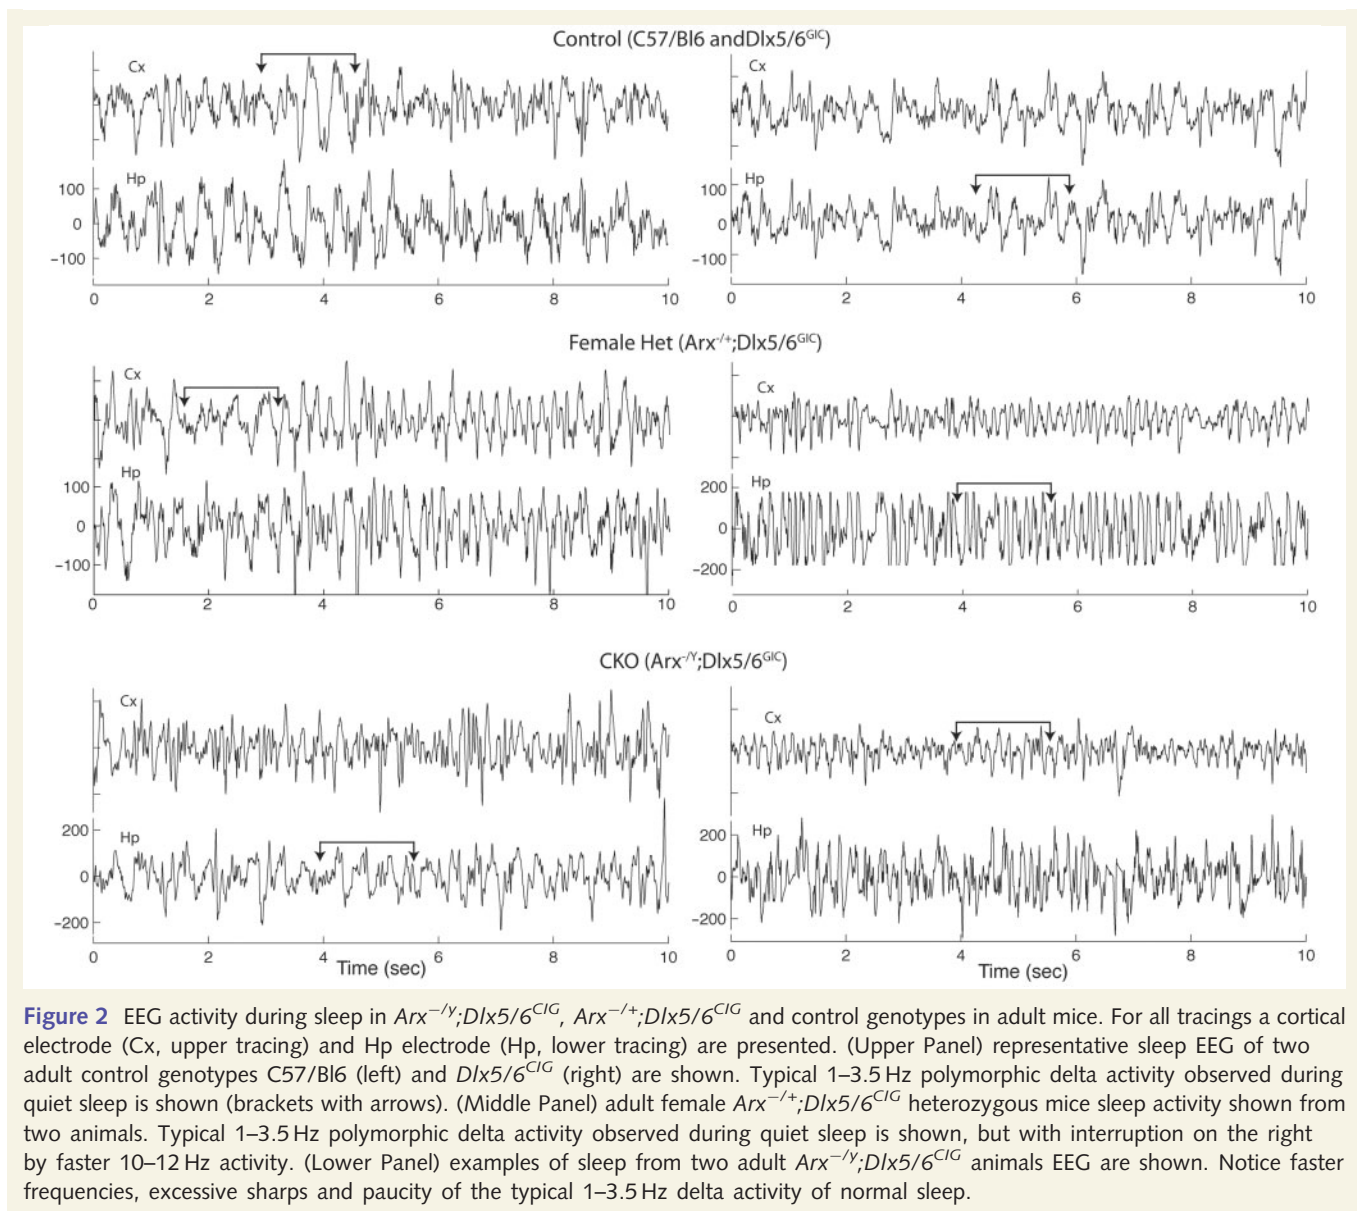 Control (C57/Bl6 andDlx5/6GIC)
Cx
Cx
Hp
Hp
100
0
−100
100
0
−100
0 2 4 6 8 10
0 2 4 6 8 10
Female Het (Arx-/+;Dlx5/6GIC)
Cx
Cx
Hp
Hp
100
0
−100
200
0
−200
0 2 4 6 8 10
0 2 4 6 8 10
CKO (Arx-/Y;Dlx5/6GIC)
Cx
Cx
Hp
Hp
200
0
−200
200
0
−200
0 2 4 6 8 10
0 2 4 6 8 10
Time (sec)
Time (sec)
Figure 2 EEG activity during sleep in Arx−/y;Dlx5/6CIG, Arx−/+;Dlx5/6CIG and control genotypes in adult mice. For all tracings a cortical
electrode (Cx, upper tracing) and Hp electrode (Hp, lower tracing) are presented. (Upper Panel) representative sleep EEG of two
adult control genotypes C57/Bl6 (left) and Dlx5/6CIG (right) are shown. Typical 1–3.5 Hz polymorphic delta activity observed during
quiet sleep is shown (brackets with arrows). (Middle Panel) adult female Arx−/+;Dlx5/6CIG heterozygous mice sleep activity shown from
two animals. Typical 1–3.5 Hz polymorphic delta activity observed during quiet sleep is shown, but with interruption on the right
by faster 10–12 Hz activity. (Lower Panel) examples of sleep from two adult Arx−/y;Dlx5/6CIG animals EEG are shown. Notice faster
frequencies, excessive sharps and paucity of the typical 1–3.5 Hz delta activity of normal sleep.